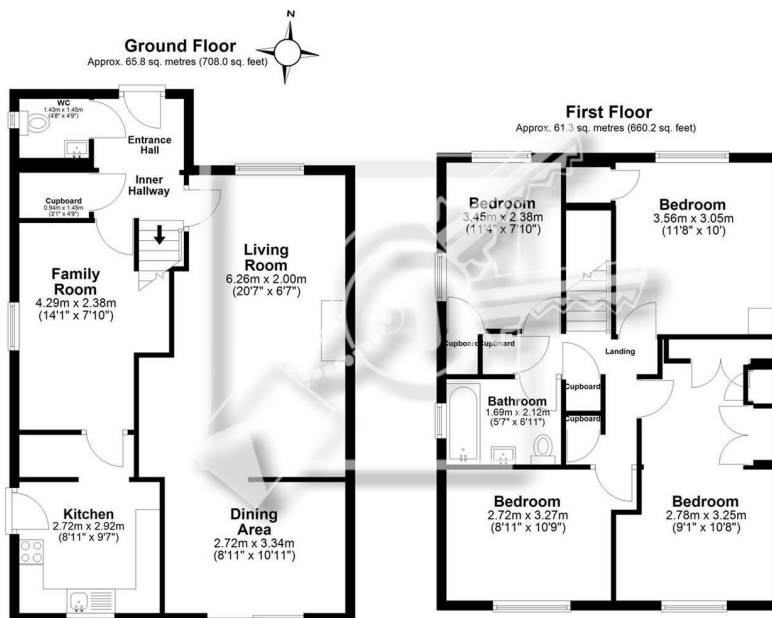 N
Ground Floor
Approx. 65.8 sq. metres (708.0 sq. feet)
WC
1.43m x 1.45m
(4'8" x 4'9")
Entrance
Hall
Inner
Hallway
Cupboard
0.94m x 1.45m
(3'1" x 4'9")
Family
Room
4.29m x 2.38m
(14'1" x 7'10")
Living
Room
6.26m x 2.00m
(20'7" x 6'7")
Kitchen
2.72m x 2.92m
(8'11" x 9'7")
Dining
Area
2.72m x 3.34m
(8'11" x 10'11")
First Floor
Approx. 61.3 sq. metres (660.2 sq. feet)
Bedroom
3.45m x 2.38m
(11'4" x 7'10")
Bedroom
3.56m x 3.05m
(11'8" x 10')
Cupboard
Cupboard
Landing
Cupboard
Bathroom
1.69m x 2.12m
(5'7" x 6'11")
Cupboard
Bedroom
2.72m x 3.27m
(8'11" x 10'9")
Bedroom
2.78m x 3.25m
(9'1" x 10'8")